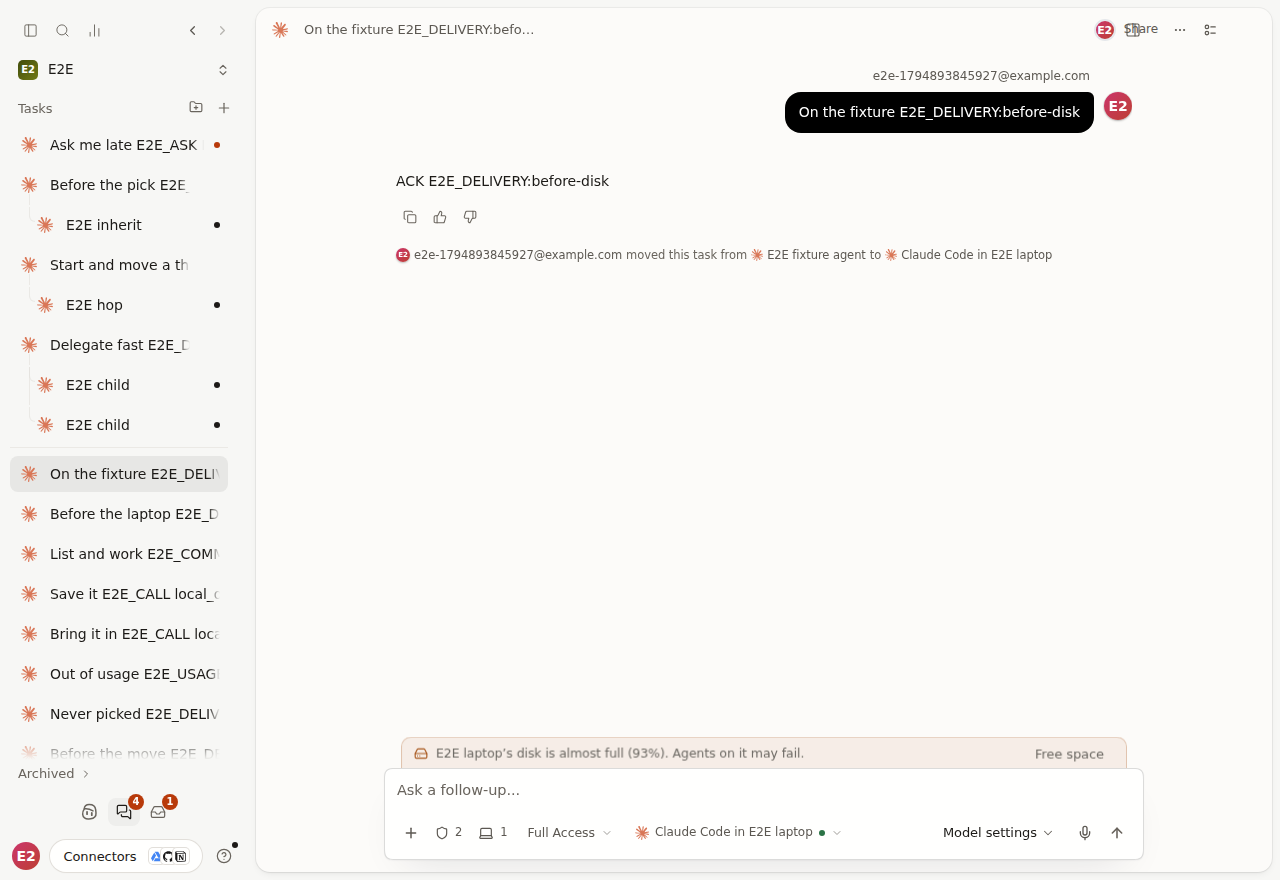 E2 E2E
Tasks
Ask me late E2E_ASK
Before the pick E2E_
E2E inherit
Start and move a th
E2E hop
Delegate fast E2E_D
E2E child
E2E child
On the fixture E2E_DELIV
Before the laptop E2E_D
List and work E2E_COMM
Save it E2E_CALL local_c
Bring it in E2E_CALL loca
Out of usage E2E_USAGE
Never picked E2E_DELIV
Before the move E2E_DE
Archived
4 1
E2 Connectors
On the fixture E2E_DELIVERY:befo...
E2 Share
e2e-1794893845927@example.com
On the fixture E2E_DELIVERY:before-disk
E2
ACK E2E_DELIVERY:before-disk
E2 e2e-1794893845927@example.com moved this task from E2E fixture agent to Claude Code in E2E laptop
E2E laptop’s disk is almost full (93%). Agents on it may fail. Free space
Ask a follow-up...
2 1 Full Access Claude Code in E2E laptop Model settings